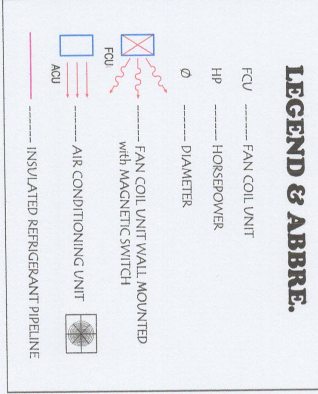 LEGEND & ABBRE.
FCU ------ FAN COIL UNIT
HP ------ HORSEPOWER
Ø ------ DIAMETER
FCU ------ FAN COIL UNIT WALL MOUNTED
with MAGNETIC SWITCH
ACU ------ AIR CONDITIONING UNIT
------ INSULATED REFRIGERANT PIPELINE